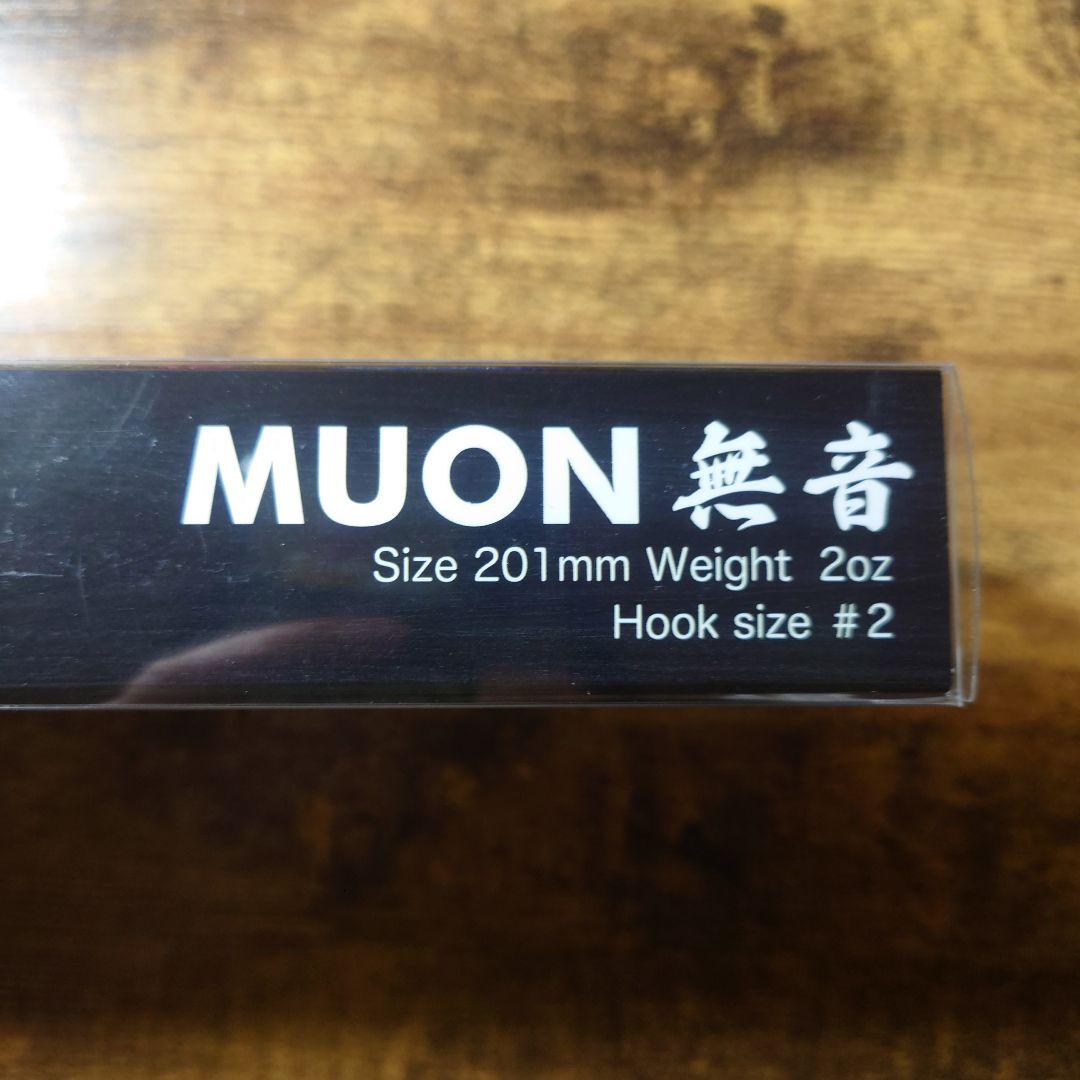 MUON 無音
Size 201mm Weight 2oz
Hook size #2